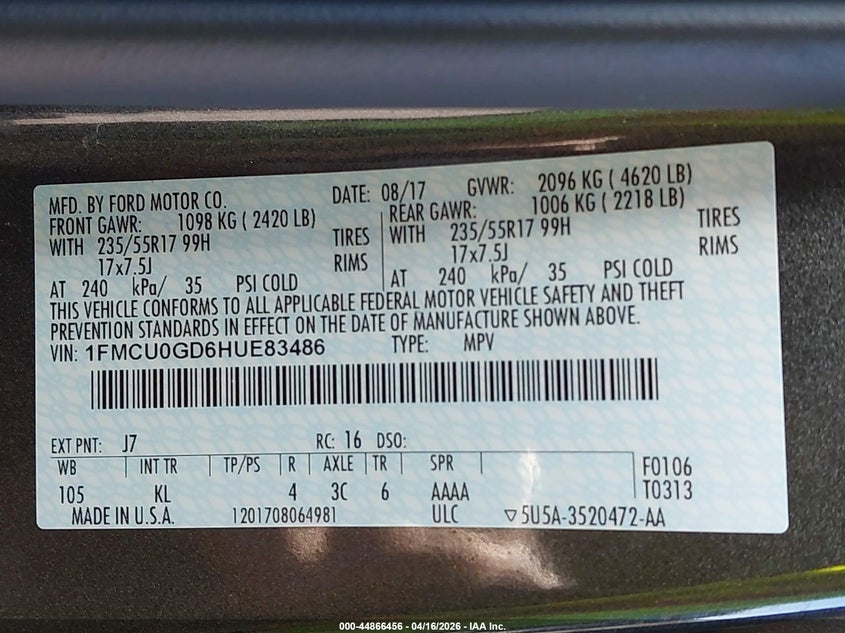 MFD. BY FORD MOTOR CO. DATE: 08/17 GVWR: 2096 KG ( 4620 LB)
FRONT GAWR: 1098 KG ( 2420 LB) REAR GAWR: 1006 KG ( 2218 LB)
WITH 235/55R17 99H TIRES WITH 235/55R17 99H TIRES
17x7.5J RIMS 17x7.5J RIMS
AT 240 kPa/ 35 PSI COLD AT 240 kPa/ 35 PSI COLD
THIS VEHICLE CONFORMS TO ALL APPLICABLE FEDERAL MOTOR VEHICLE SAFETY AND THEFT
PREVENTION STANDARDS IN EFFECT ON THE DATE OF MANUFACTURE SHOWN ABOVE.
VIN: 1FMCU0GD6HUE83486 TYPE: MPV
EXT PNT: J7 RC: 16 DSO:
WB INT TR TP/PS R AXLE TR SPR F0106
105 KL 4 3C 6 AAAA T0313
MADE IN U.S.A. 1201708064981 ULC ▽5U5A-3520472-AA
000-44866456 - 04/16/2026 - IAA Inc.